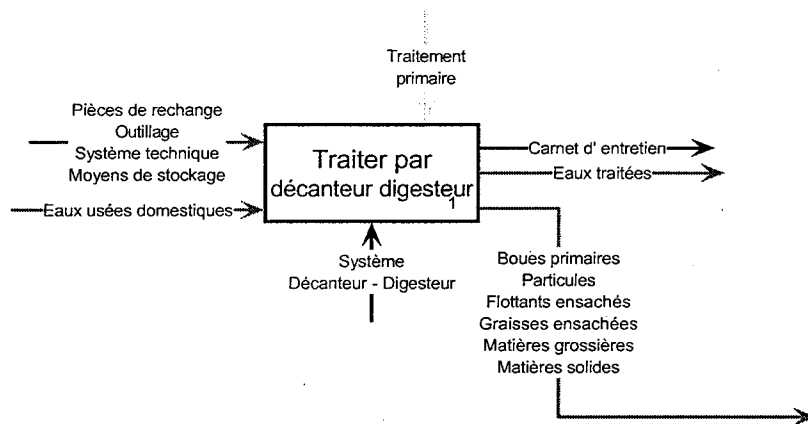 Traitement
primaire
Pièces de rechange
Outillage
Système technique
Moyens de stockage
Eaux usées domestiques
Traiter par
décanteur digesteur
1
Carnet d' entretien
Eaux traitées
Système
Décanteur - Digesteur
Boues primaires
Particules
Flottants ensachés
Graisses ensachées
Matières grossières
Matières solides